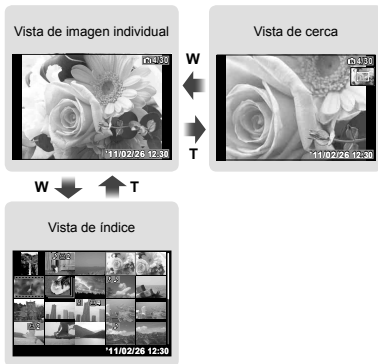 Vista de imagen individual
4/30
'11/02/26 12:30
W
T
Vista de cerca
4/30
'11/02/26 12:30
W
T
Vista de índice
'11/02/26 12:30